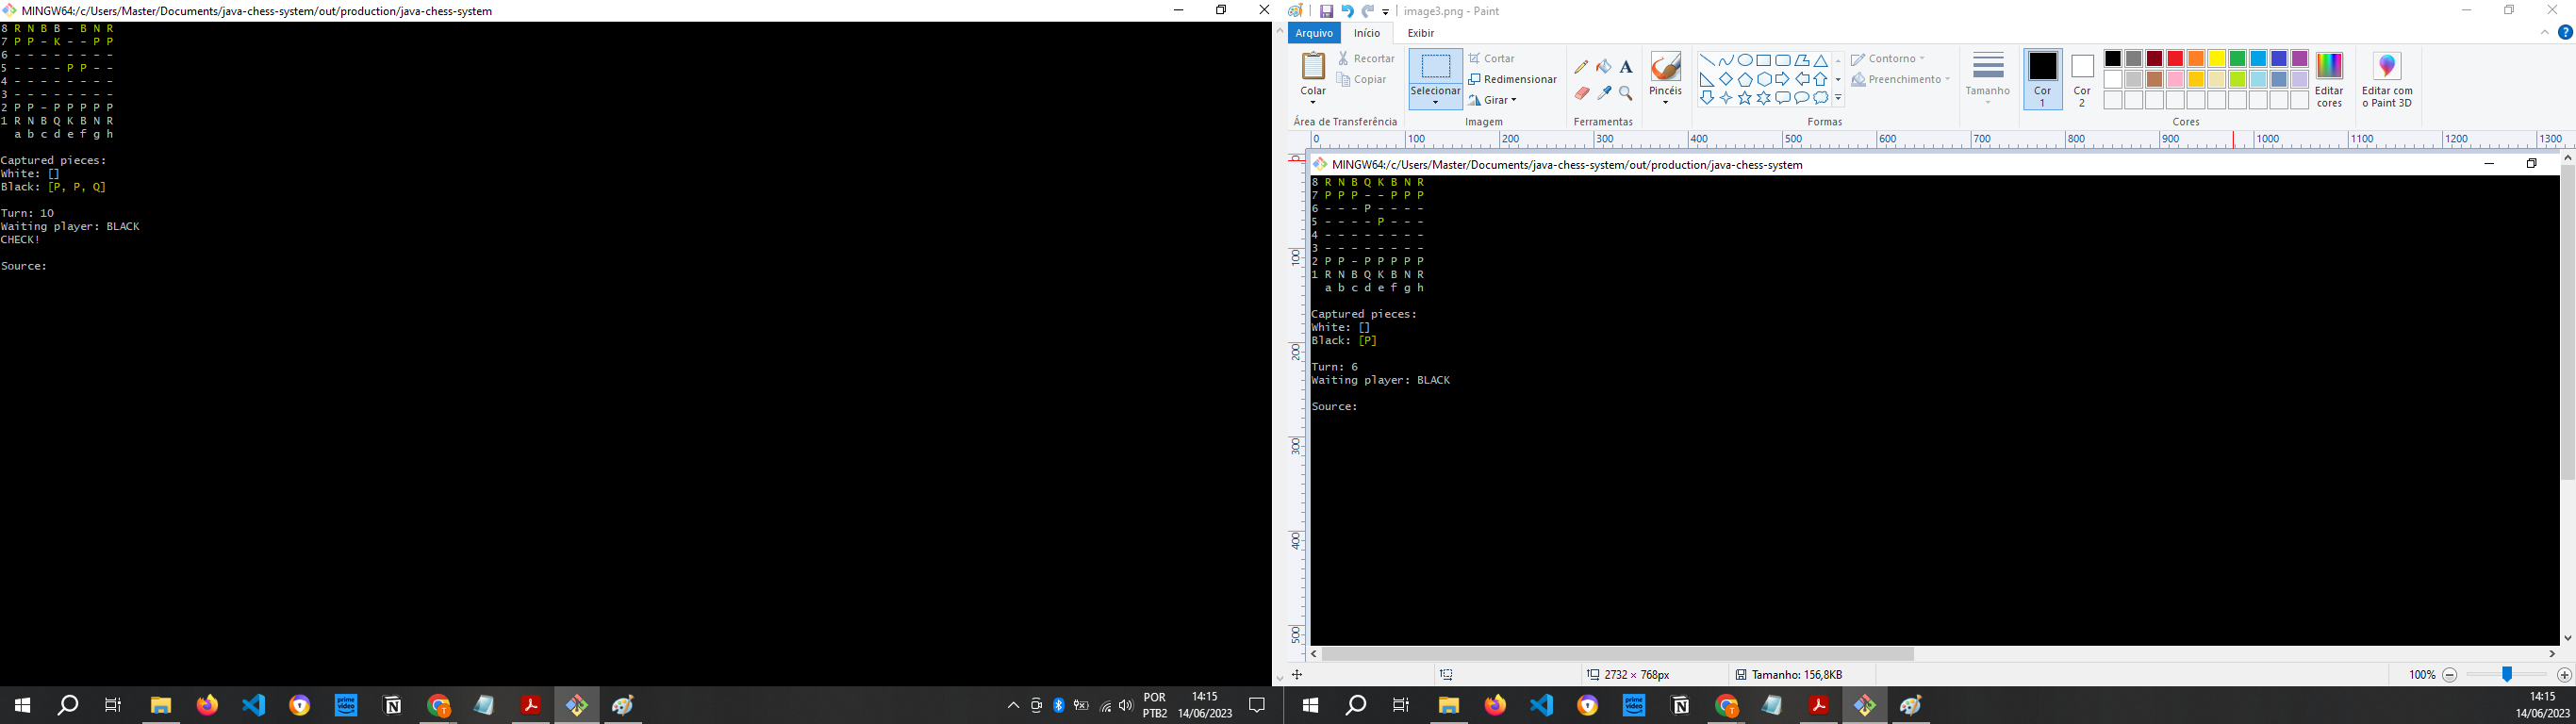 MINGW64:/c/Users/Master/Documents/java-chess-system/out/production/java-chess-system
8 R N B B - B N R
7 P P - K - - P P
6 - - - - - - - -
5 - - - - P P - -
4 - - - - - - - -
3 - - - - - - - -
2 P P - P P P P P
1 R N B Q K B N R
a b c d e f g h
Captured pieces:
White: []
Black: [P, P, Q]
Turn: 10
Waiting player: BLACK
CHECK!
Source:
POR
PTB2
14:15
14/06/2023
image3.png - Paint
Arquivo Início Exibir
Colar
Recortar
Copiar
Área de Transferência
Selecionar
Cortar
Redimensionar
Girar
Imagem
Ferramentas
Pincéis
Contorno
Preenchimento
Formas
Tamanho
Cor
1
Cor
2
Editar
cores
Cores
Editar com
o Paint 3D
0 100 200 300 400 500 600 700 800 900 1000 1100 1200 1300
0
100
200
300
400
500
MINGW64:/c/Users/Master/Documents/java-chess-system/out/production/java-chess-system
8 R N B Q K B N R
7 P P P - - P P P
6 - - - P - - - -
5 - - - - P - - -
4 - - - - - - - -
3 - - - - - - - -
2 P P - P P P P P
1 R N B Q K B N R
a b c d e f g h
Captured pieces:
White: []
Black: [P]
Turn: 6
Waiting player: BLACK
Source:
2732 × 768px
Tamanho: 156,8KB
100%
14:15
14/06/2023
prime video
prime video